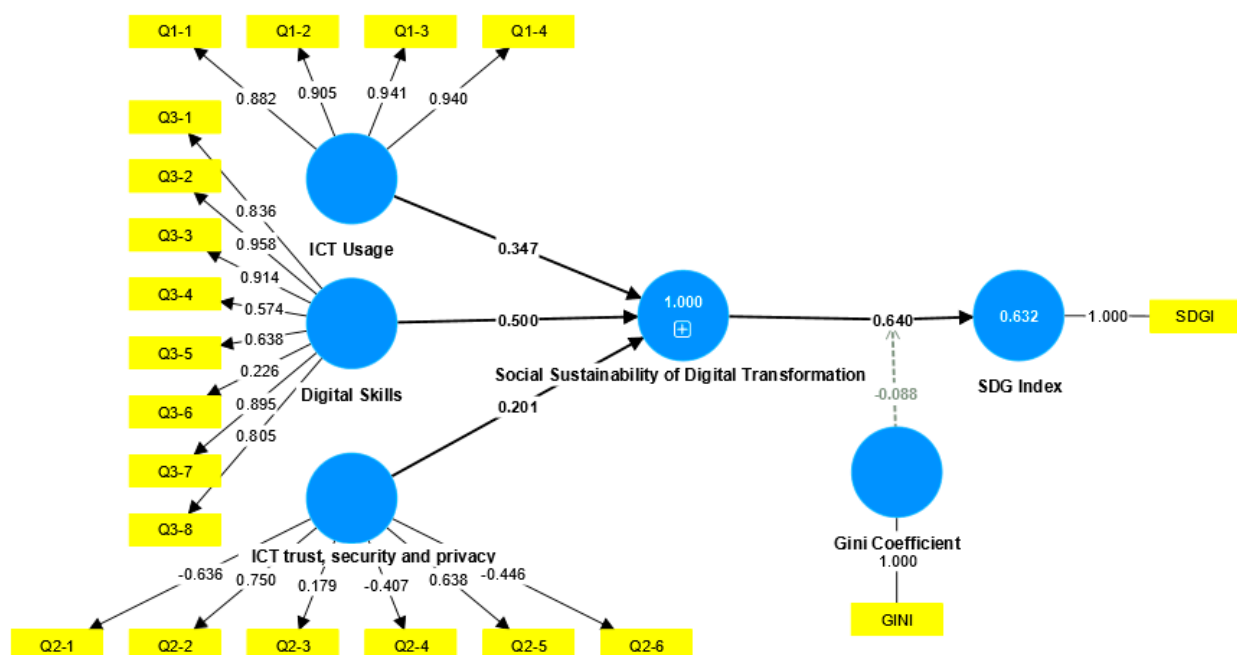 Q1-1
Q1-2
Q1-3
Q1-4
0.882
0.905
0.941
0.940
ICT Usage
Q3-1
Q3-2
Q3-3
Q3-4
Q3-5
Q3-6
Q3-7
Q3-8
0.836
0.958
0.914
0.574
0.638
0.226
0.895
0.805
Digital Skills
0.347
0.500
0.201
1.000
Social Sustainability of Digital Transformation
0.640
0.632
SDG Index
1.000
SDGI
-0.088
Gini Coefficient
1.000
GINI
ICT trust, security and privacy
-0.636
0.750
0.179
-0.407
0.638
-0.446
Q2-1
Q2-2
Q2-3
Q2-4
Q2-5
Q2-6